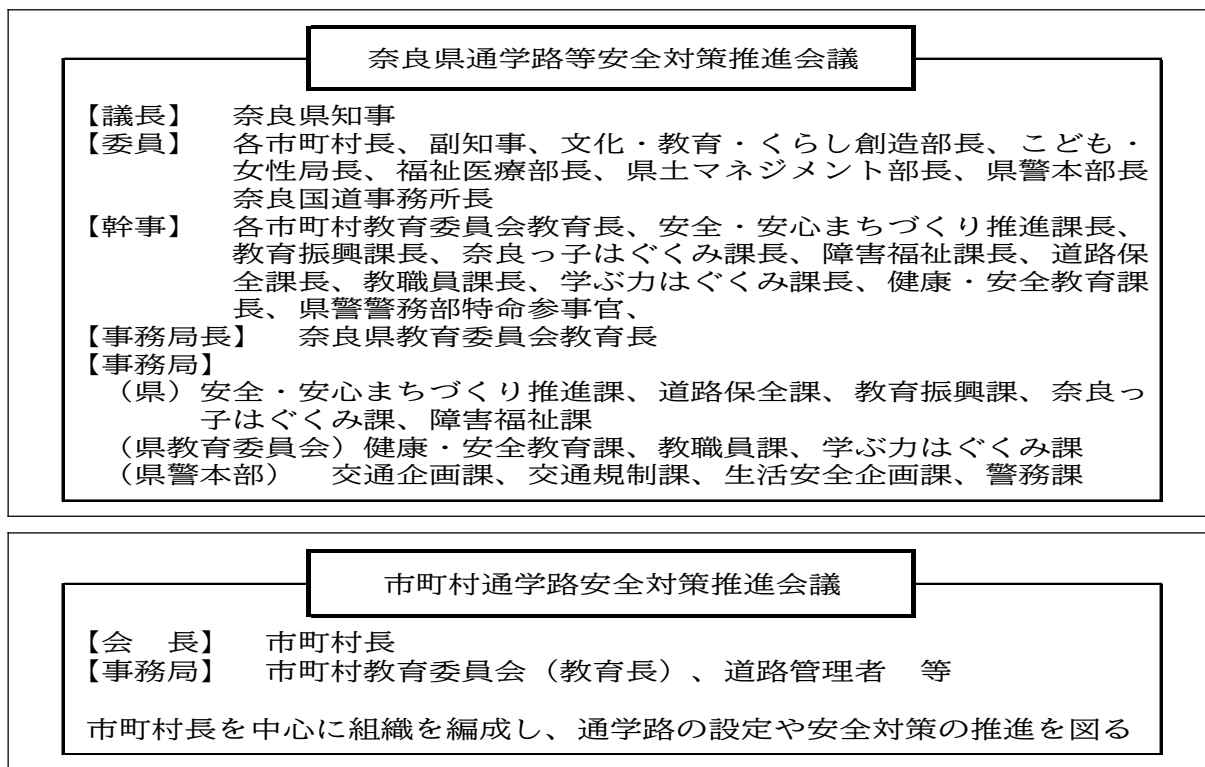 奈良県通学路等安全対策推進会議
【議長】　奈良県知事
【委員】　各市町村長、副知事、文化・教育・くらし創造部長、こども・
女性局長、福祉医療部長、県土マネジメント部長、県警本部長
奈良国道事務所長
【幹事】　各市町村教育委員会教育長、安全・安心まちづくり推進課長、
教育振興課長、奈良っ子はぐくみ課長、障害福祉課長、道路保
全課長、教職員課長、学ぶ力はぐくみ課長、健康・安全教育課
長、県警警務部特命参事官、
【事務局長】　奈良県教育委員会教育長
【事務局】
（県）安全・安心まちづくり推進課、道路保全課、教育振興課、奈良っ
子はぐくみ課、障害福祉課
（県教育委員会）健康・安全教育課、教職員課、学ぶ力はぐくみ課
（県警本部）　交通企画課、交通規制課、生活安全企画課、警務課
市町村通学路安全対策推進会議
【会　長】　市町村長
【事務局】　市町村教育委員会（教育長）、道路管理者　等
市町村長を中心に組織を編成し、通学路の設定や安全対策の推進を図る